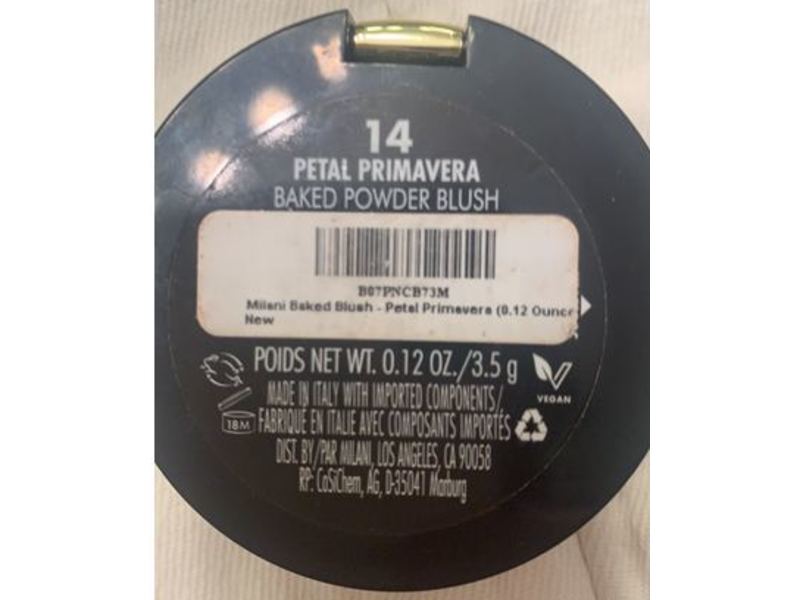 14
PETAL PRIMAVERA
BAKED POWDER BLUSH
B07PNCB73M
Milani Baked Blush - Petal Primavera (0.12 Ounce
New
POIDS NET WT. 0.12 OZ./3.5 g
VEGAN
MADE IN ITALY WITH IMPORTED COMPONENTS/
18M
FABRIQUÉ EN ITALIE AVEC COMPOSANTS IMPORTÉS
DIST. BY/PAR MILANI, LOS ANGELES, CA 90058
RP: CoSiChem, AG, D-35041 Marburg